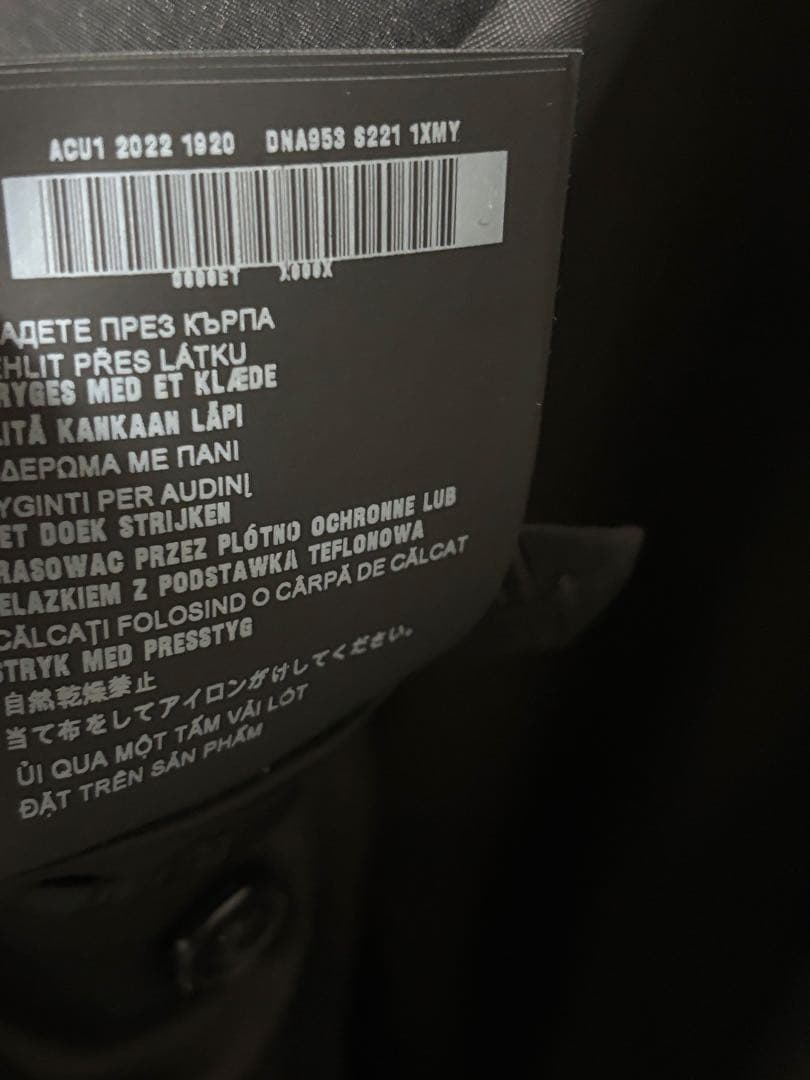 ACU1 2022 1920 DNA953 S221 1XMY
АДЕТЕ ПРЕЗ КЪРПА
EHLIT PŘES LÁTKU
RYGES MED ET KLÆDE
ITÄ KANKAAN LÄPI
ΔΕΡΩΜΑ ΜΕ ΠΑΝΙ
YGINTI PER AUDINĮ
ET DOEK STRIJKEN
RASOWAC PRZEZ PLÓTNO OCHRONNE LUB
ELAZKIEM Z PODSTAWKA TEFLONOWA
CĂLCAȚI FOLOSIND O CÂRPĂ DE CĂLCAT
STRYK MED PRESSTYG
自然乾燥禁止
当て布をしてアイロンがけしてください。
ỦI QUA MỘT TẤM VẢI LÓT
ĐẶT TRÊN SẢN PHẨM